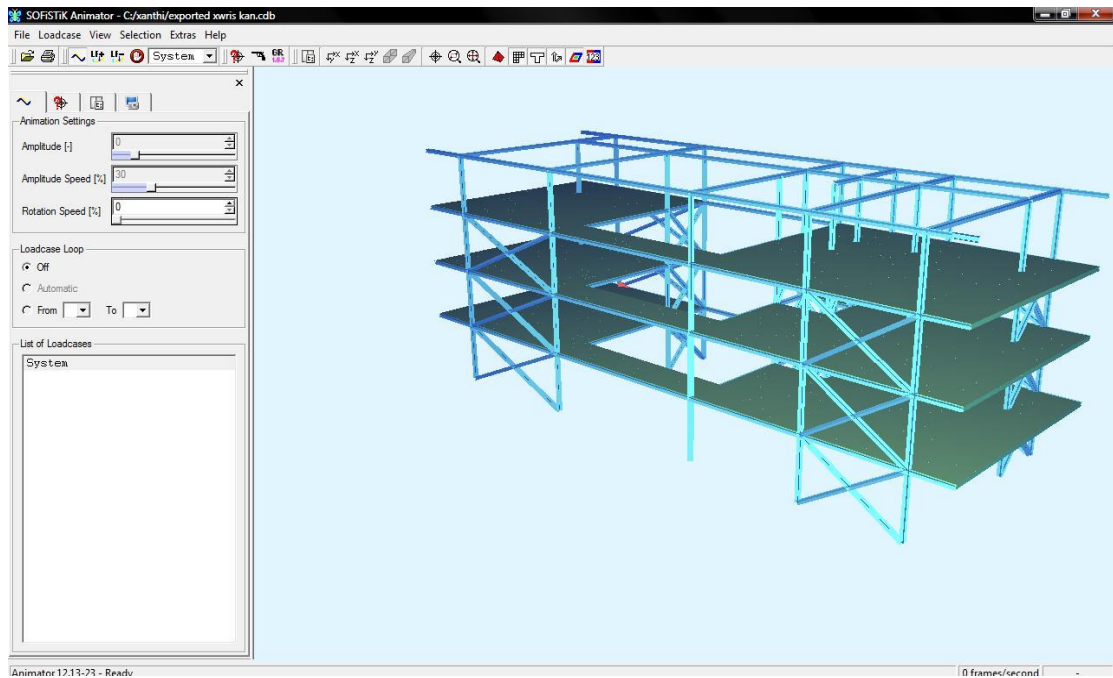 SOFiSTiK Animator - C:/xanthi/exported xwris kan.cdb
File Loadcase View Selection Extras Help
System
Animation Settings
Amplitude [-] 0
Amplitude Speed [%] 30
Rotation Speed [%] 0
Loadcase Loop
Off
Automatic
From To
List of Loadcases
System
Animator 12.13-23 - Ready 0 frames/second -